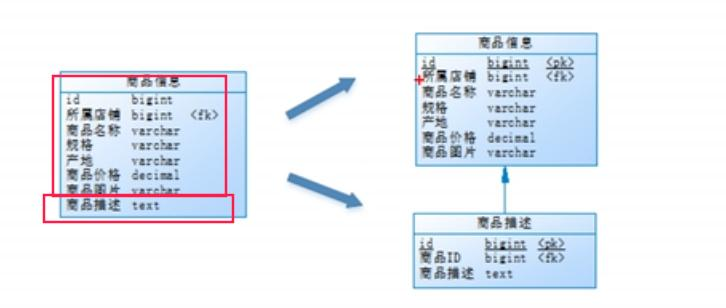 商品信息
id bigint
所属店铺 bigint <fk>
商品名称 varchar
规格 varchar
产地 varchar
商品价格 decimal
商品图片 varchar
商品描述 text
商品信息
id bigint <pk>
所属店铺 bigint <fk>
商品名称 varchar
规格 varchar
产地 varchar
商品价格 decimal
商品图片 varchar
商品描述
id bigint <pk>
商品ID bigint <fk>
商品描述 text